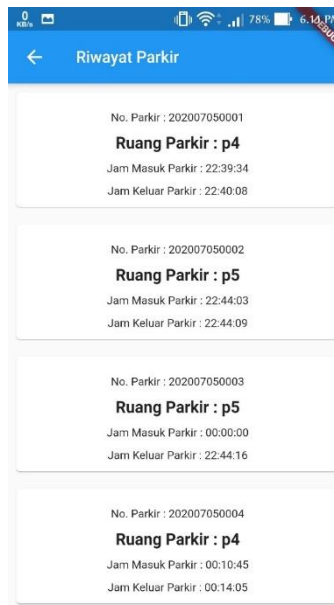 0
KB/s
78%
6.14 PM
Riwayat Parkir
No. Parkir : 202007050001
Ruang Parkir : p4
Jam Masuk Parkir : 22:39:34
Jam Keluar Parkir : 22:40:08
No. Parkir : 202007050002
Ruang Parkir : p5
Jam Masuk Parkir : 22:44:03
Jam Keluar Parkir : 22:44:09
No. Parkir : 202007050003
Ruang Parkir : p5
Jam Masuk Parkir : 00:00:00
Jam Keluar Parkir : 22:44:16
No. Parkir : 202007050004
Ruang Parkir : p4
Jam Masuk Parkir : 00:10:45
Jam Keluar Parkir : 00:14:05